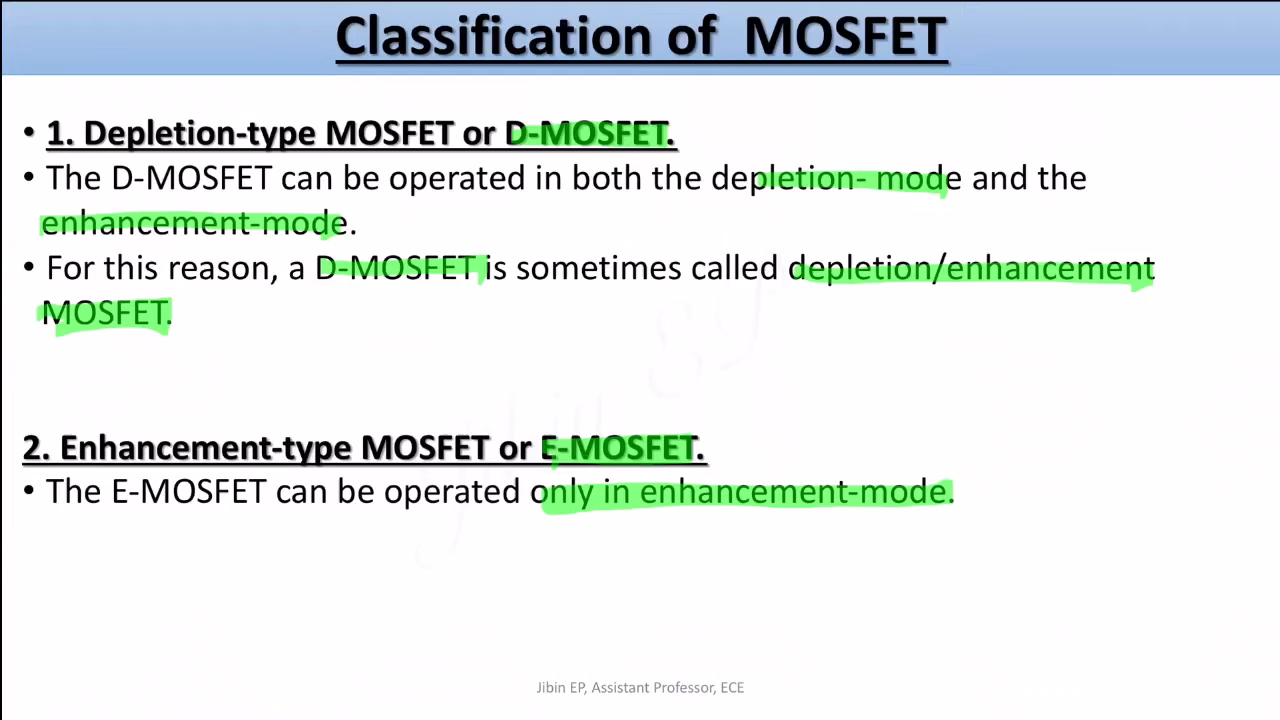 Classification of MOSFET
• 1. Depletion-type MOSFET or D-MOSFET.
• The D-MOSFET can be operated in both the depletion- mode and the
enhancement-mode.
• For this reason, a D-MOSFET is sometimes called depletion/enhancement
MOSFET.
2. Enhancement-type MOSFET or E-MOSFET.
• The E-MOSFET can be operated only in enhancement-mode.
Jibin EP, Assistant Professor, ECE